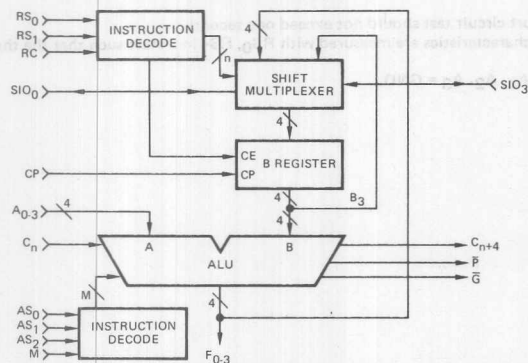 RS0
RS1
RC
INSTRUCTION
DECODE
n
4
SIO0
SHIFT
MULTIPLEXER
SIO3
4
CE
B REGISTER
CP
CP
4
B3
4
A0-3
4
Cn
A
B
ALU
Cn+4
P̅
G̅
M
4
AS0
AS1
AS2
M
INSTRUCTION
DECODE
F0-3